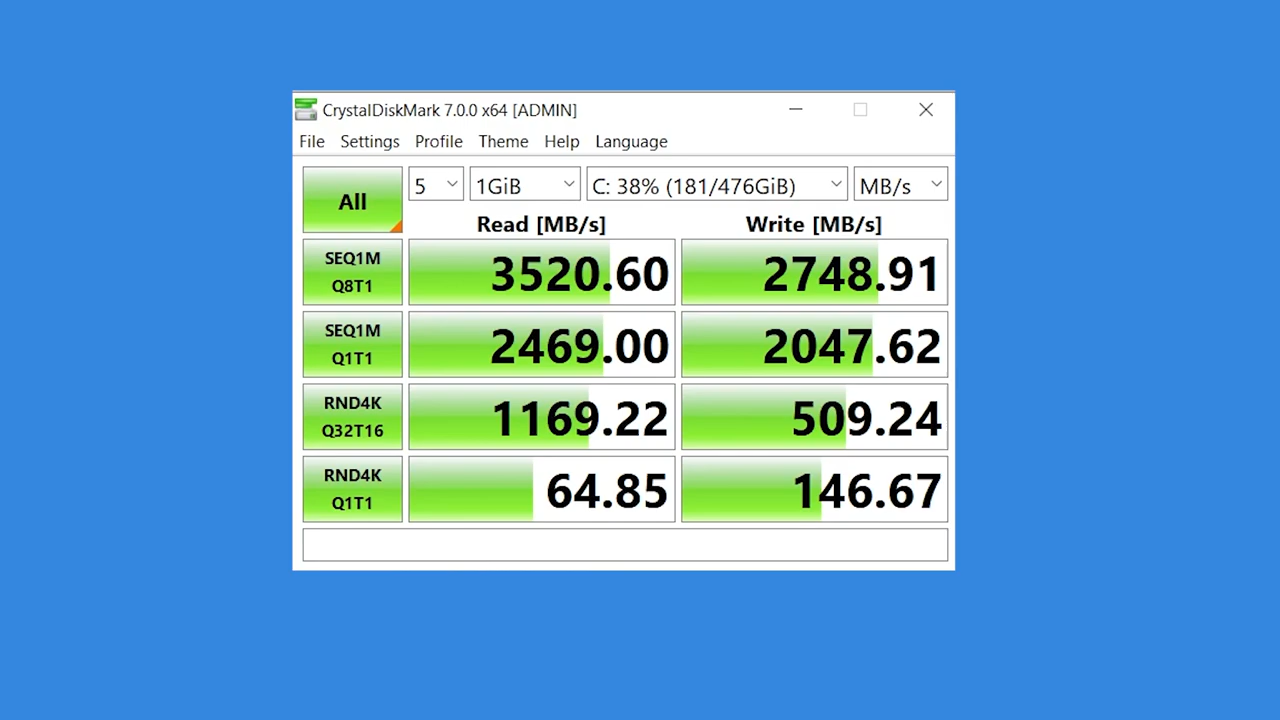 CrystalDiskMark 7.0.0 x64 [ADMIN]
File Settings Profile Theme Help Language
All 5 1GiB C: 38% (181/476GiB) MB/s
Read [MB/s] Write [MB/s]
SEQ1M
Q8T1
3520.60 2748.91
SEQ1M
Q1T1
2469.00 2047.62
RND4K
Q32T16
1169.22 509.24
RND4K
Q1T1
64.85 146.67